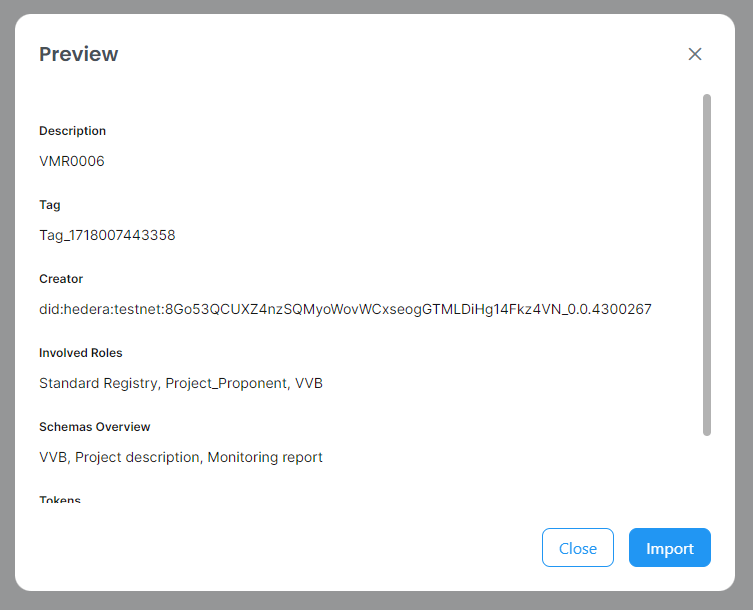 Preview
Description
VMR0006
Tag
Tag_1718007443358
Creator
did:hedera:testnet:8Go53QCUXZ4nzSQMyoWovWCxseogGTMLDiHg14Fkz4VN_0.0.4300267
Involved Roles
Standard Registry, Project_Proponent, VVB
Schemas Overview
VVB, Project description, Monitoring report
Tokens
Close
Import